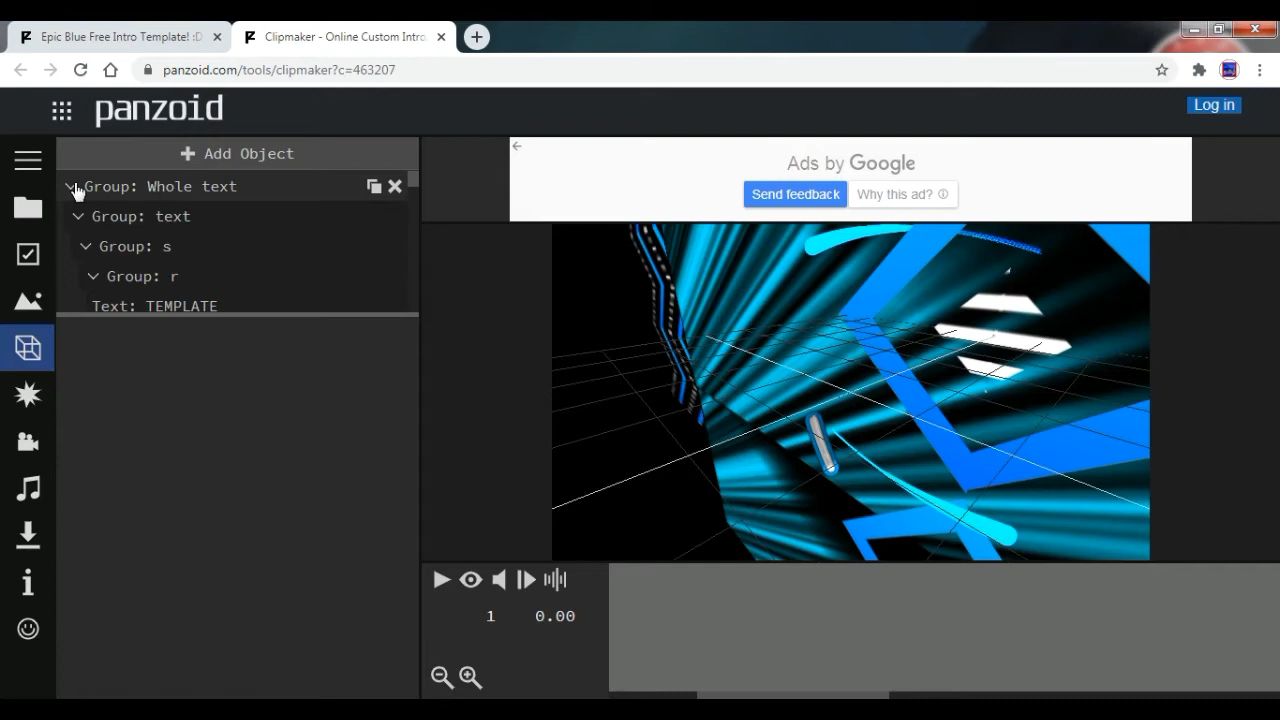 Epic Blue Free Intro Template! :D
Clipmaker - Online Custom Intro
panzoid.com/tools/clipmaker?c=463207
panzoid
Log in
Add Object
Group: Whole text
Group: text
Group: s
Group: r
Text: TEMPLATE
Ads by Google
Send feedback
Why this ad?
1 0.00